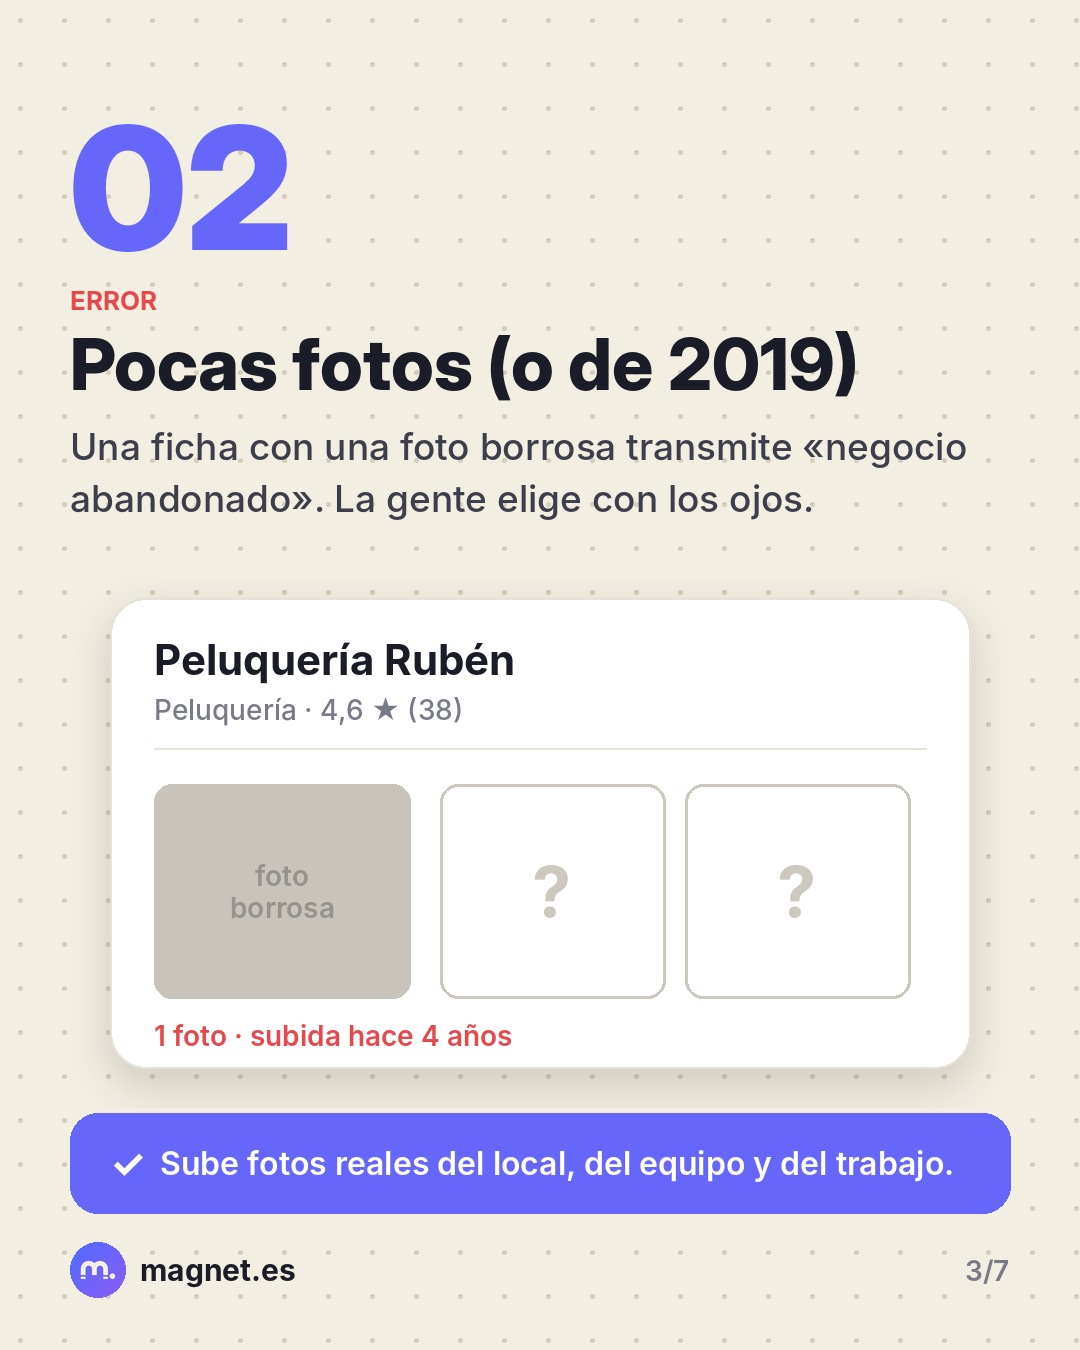 02
ERROR
Pocas fotos (o de 2019)
Una ficha con una foto borrosa transmite «negocio
abandonado». La gente elige con los ojos.
Peluquería Rubén
Peluquería · 4,6 ★ (38)
foto
borrosa
?
?
1 foto · subida hace 4 años
✓ Sube fotos reales del local, del equipo y del trabajo.
m. magnet.es
3/7